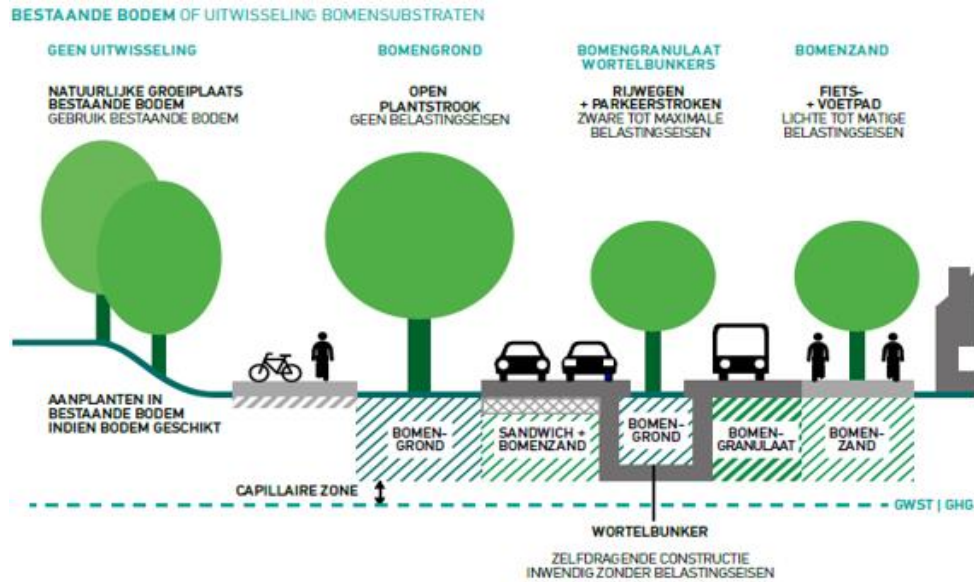 BESTAANDE BODEM OF UITWISSELING BOMENSUBSTRATEN
GEEN UITWISSELING
NATUURLIJKE GROEIPLAATS
BESTAANDE BODEM
GEBRUIK BESTAANDE BODEM
BOMENGROND
OPEN
PLANTSTROOK
GEEN BELASTINGSEISEN
BOMENGRANULAAT
WORTELBUNKERS
RIJWEGEN
+ PARKEERSTROKEN
ZWARE TOT MAXIMALE
BELASTINGSEISEN
BOMENZAND
FIETS-
+ VOETPAD
LICHTE TOT MATIGE
BELASTINGSEISEN
AANPLANTEN IN
BESTAANDE BODEM
INDIEN BODEM GESCHIKT
BOMEN-
GROND
SANDWICH +
BOMENZAND
BOMEN-
GROND
BOMEN-
GRANULAAT
BOMEN-
ZAND
CAPILLAIRE ZONE
GWST | GHG
WORTELBUNKER
ZELFDRAGENDE CONSTRUCTIE
INWENDIG ZONDER BELASTINGSEISEN